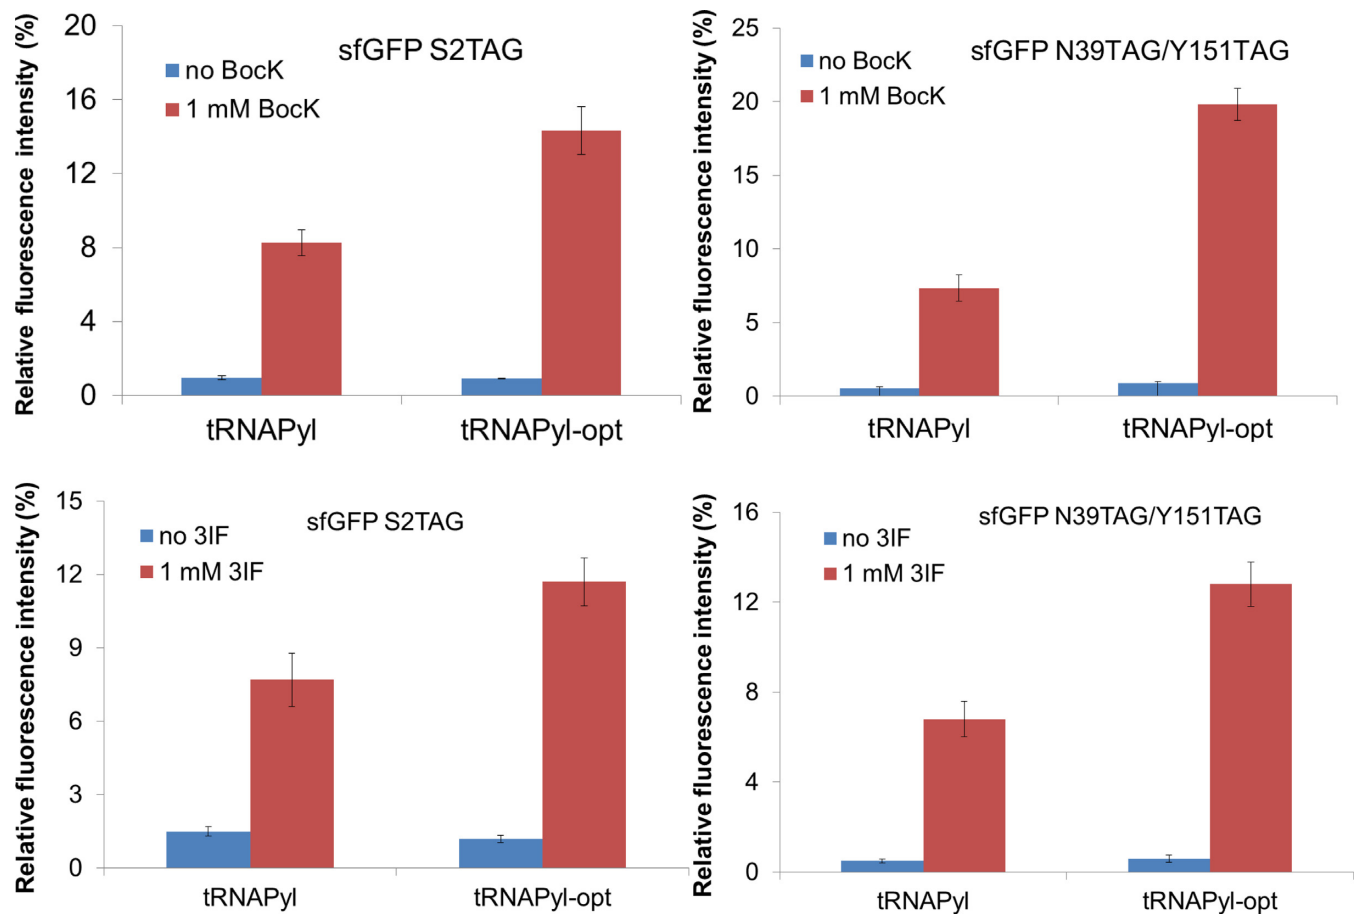 Relative fluorescence intensity (%)
20
16
12
8
4
0
sfGFP S2TAG
no BocK
1 mM BocK
tRNAPyl
tRNAPyl-opt
Relative fluorescence intensity (%)
25
20
15
10
5
0
sfGFP N39TAG/Y151TAG
no BocK
1 mM BocK
tRNAPyl
tRNAPyl-opt
Relative fluorescence intensity (%)
15
12
9
6
3
0
sfGFP S2TAG
no 3IF
1 mM 3IF
tRNAPyl
tRNAPyl-opt
Relative fluorescence intensity (%)
16
12
8
4
0
sfGFP N39TAG/Y151TAG
no 3IF
1 mM 3IF
tRNAPyl
tRNAPyl-opt